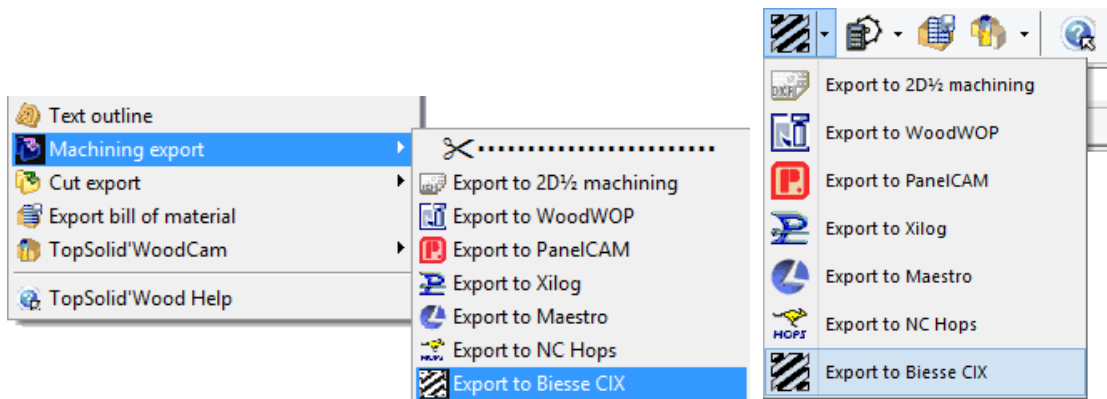 Text outline
Machining export
Cut export
Export bill of material
TopSolid'WoodCam
TopSolid'Wood Help
Export to 2D½ machining
Export to WoodWOP
Export to PanelCAM
Export to Xilog
Export to Maestro
HOPS Export to NC Hops
Export to Biesse CIX
DXF Export to 2D½ machining
Export to WoodWOP
P. Export to PanelCAM
Export to Xilog
Export to Maestro
HOPS Export to NC Hops
Export to Biesse CIX